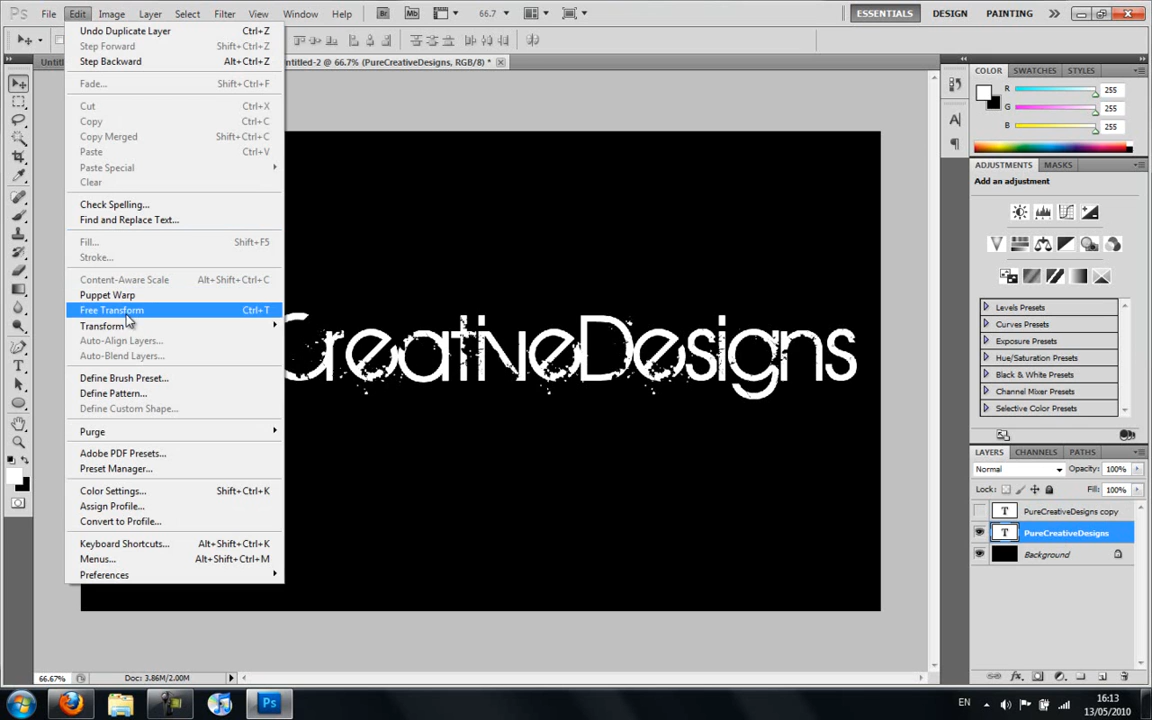 Ps File Edit Image Layer Select Filter View Window Help Br Mb 66.7 ESSENTIALS DESIGN PAINTING
ntitled-2 @ 66.7% (PureCreativeDesigns, RGB/8) *
Undo Duplicate Layer Ctrl+Z
Step Forward Shift+Ctrl+Z
Step Backward Alt+Ctrl+Z
Fade... Shift+Ctrl+F
Cut Ctrl+X
Copy Ctrl+C
Copy Merged Shift+Ctrl+C
Paste Ctrl+V
Paste Special
Clear
Check Spelling...
Find and Replace Text...
Fill... Shift+F5
Stroke...
Content-Aware Scale Alt+Shift+Ctrl+C
Puppet Warp
Free Transform Ctrl+T
Transform
Auto-Align Layers...
Auto-Blend Layers...
Define Brush Preset...
Define Pattern...
Define Custom Shape...
Purge
Adobe PDF Presets...
Preset Manager...
Color Settings... Shift+Ctrl+K
Assign Profile...
Convert to Profile...
Keyboard Shortcuts... Alt+Shift+Ctrl+K
Menus... Alt+Shift+Ctrl+M
Preferences
CreativeDesigns
COLOR SWATCHES STYLES
R 255
G 255
B 255
ADJUSTMENTS MASKS
Add an adjustment
Levels Presets
Curves Presets
Exposure Presets
Hue/Saturation Presets
Black & White Presets
Channel Mixer Presets
Selective Color Presets
LAYERS CHANNELS PATHS
Normal Opacity: 100%
Lock: Fill: 100%
T PureCreativeDesigns copy
T PureCreativeDesigns
Background
66.67% Doc: 3.86M/2.00M
Ps EN 16:13
13/05/2010